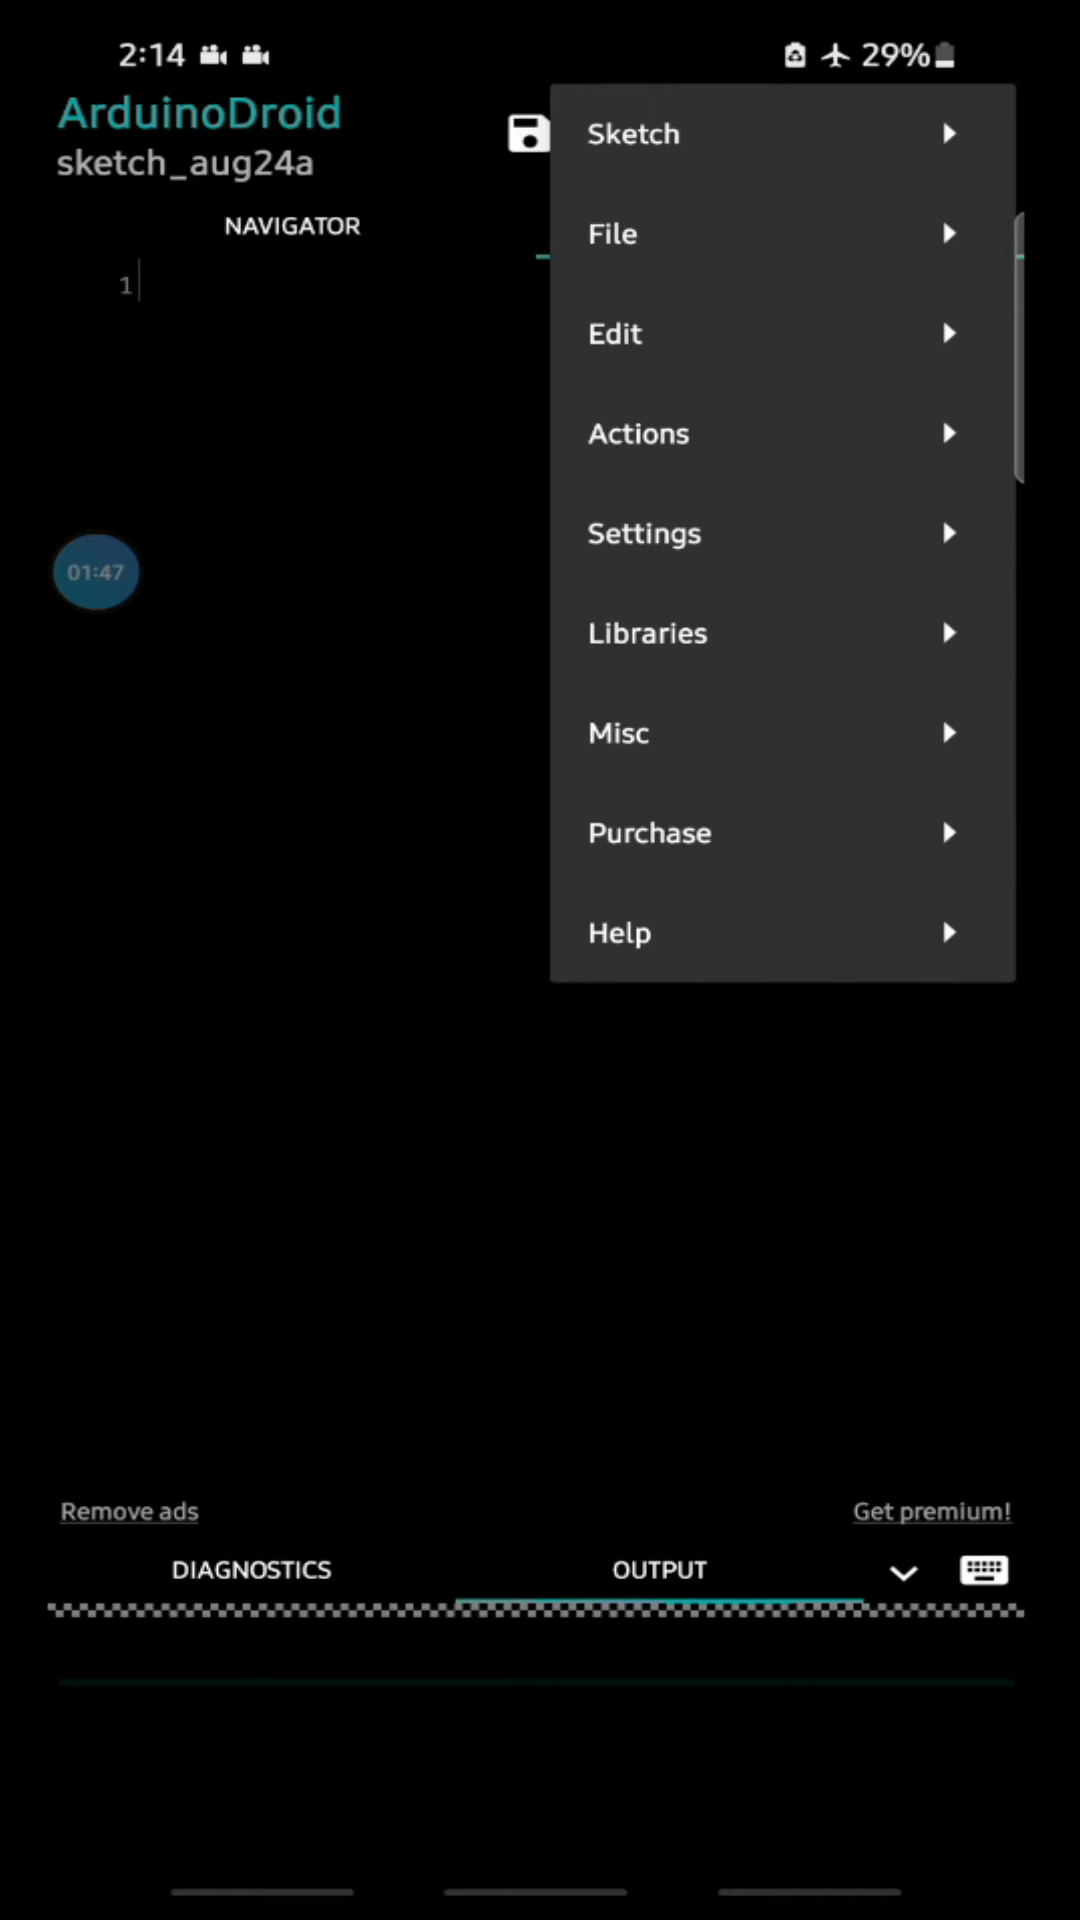 2:14
29%
ArduinoDroid
sketch_aug24a
NAVIGATOR
1
Sketch
File
Edit
Actions
Settings
Libraries
Misc
Purchase
Help
01:47
Remove ads
Get premium!
DIAGNOSTICS
OUTPUT